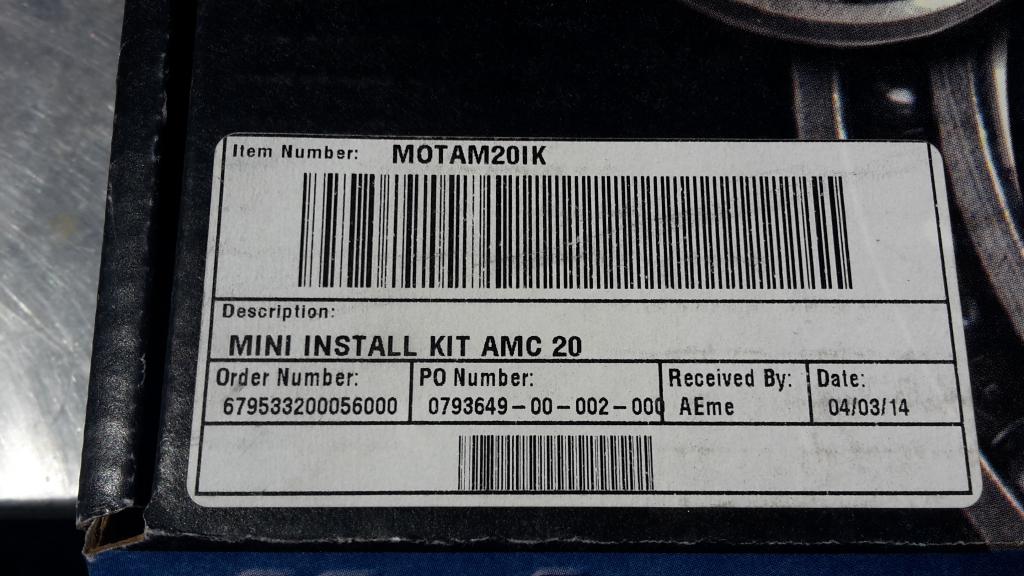 Item Number: MOTAM20IK
Description:
MINI INSTALL KIT AMC 20
Order Number: PO Number: Received By: Date:
679533200056000 0793649-00-002-000 AEme 04/03/14